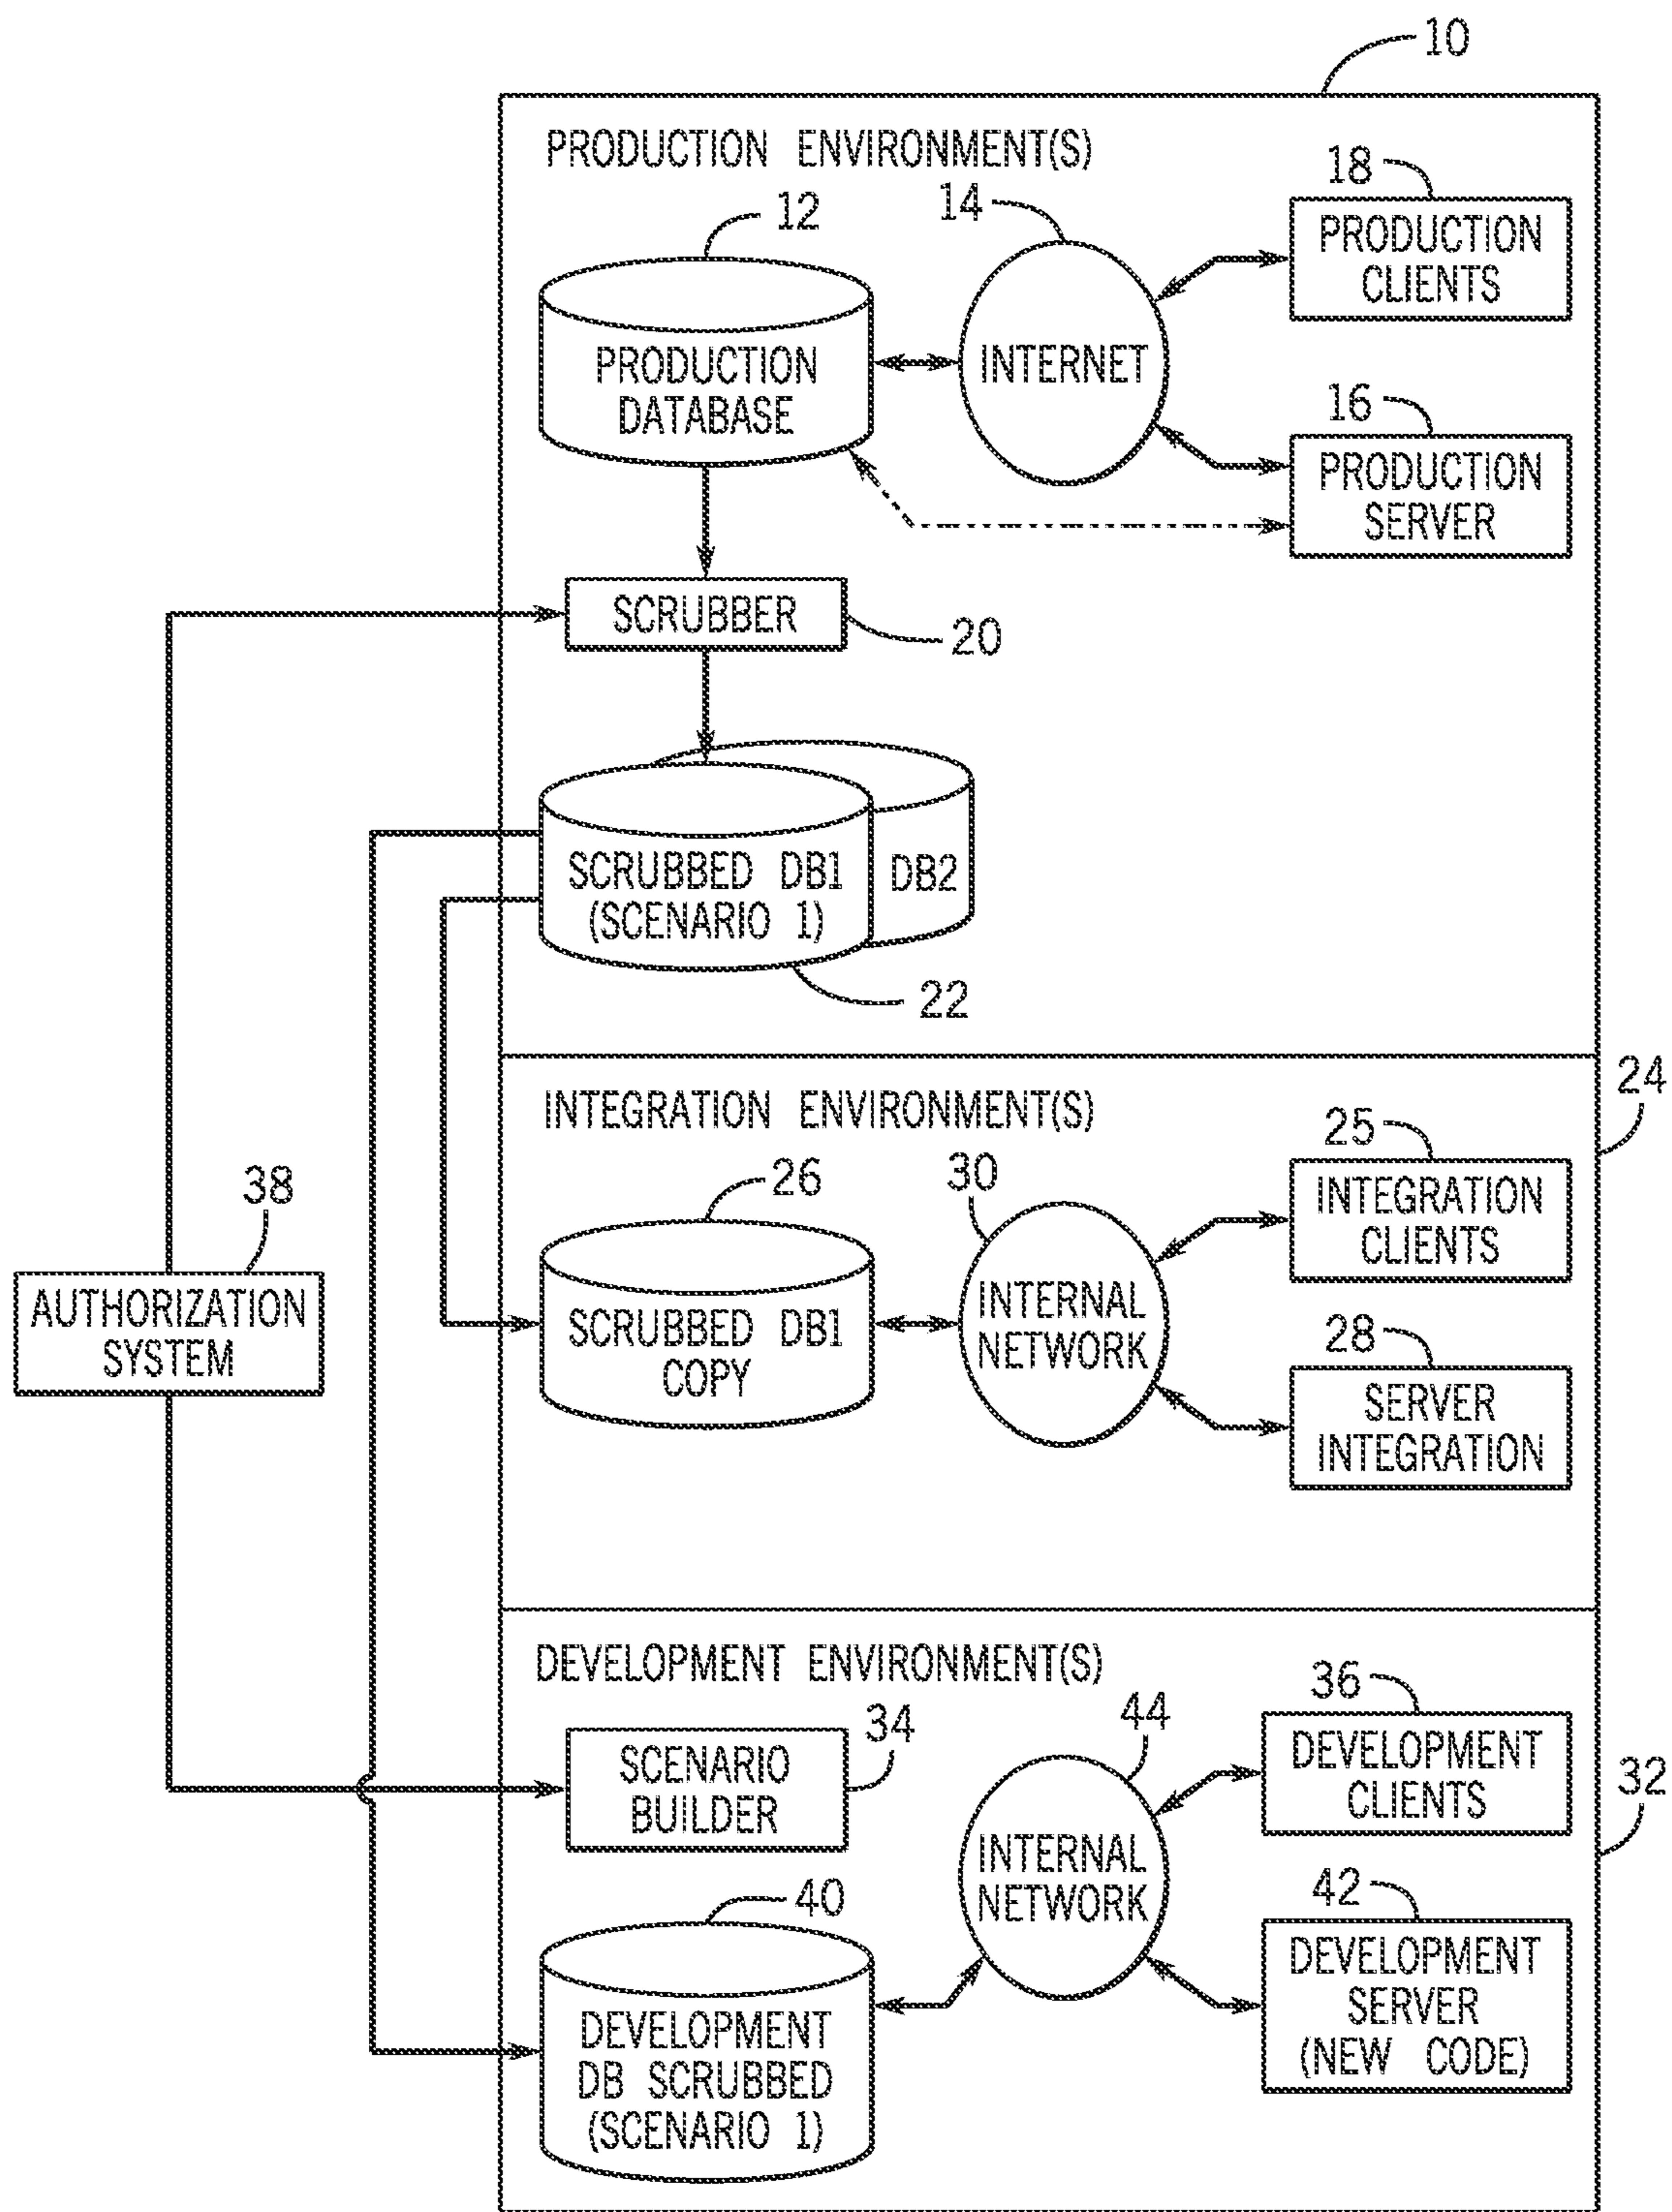 10
PRODUCTION ENVIRONMENT(S)
12
14
18
PRODUCTION
CLIENTS
PRODUCTION
DATABASE
INTERNET
16
PRODUCTION
SERVER
SCRUBBER
20
SCRUBBED DB1
(SCENARIO 1)
DB2
22
24
INTEGRATION ENVIRONMENT(S)
26
30
25
INTEGRATION
CLIENTS
38
AUTHORIZATION
SYSTEM
SCRUBBED DB1
COPY
INTERNAL
NETWORK
28
SERVER
INTEGRATION
DEVELOPMENT ENVIRONMENT(S)
34
SCENARIO
BUILDER
44
36
DEVELOPMENT
CLIENTS
32
INTERNAL
NETWORK
40
DEVELOPMENT
DB SCRUBBED
(SCENARIO 1)
42
DEVELOPMENT
SERVER
(NEW CODE)